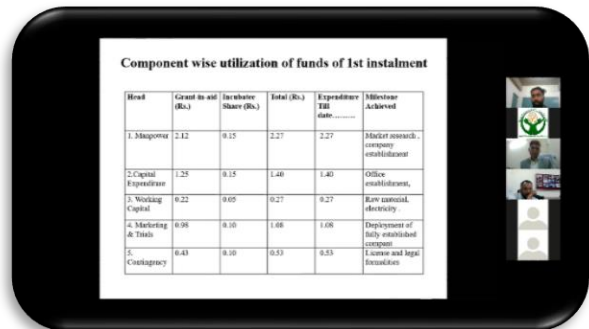 Component wise utilization of funds of 1st instalment
Head Grant-in-aid (Rs.) Incubatee Share (Rs.) Total (Rs.) Expenditure Till date.......... Milestone Achieved
1. Manpower 2.12 0.15 2.27 2.27 Market research , company establishment
2.Capital Expenditure 1.25 0.15 1.40 1.40 Office establishment,
3. Working Capital 0.22 0.05 0.27 0.27 Raw material, electricity .
4. Marketing & Trials 0.98 0.10 1.08 1.08 Deployment of fully established company
5. Contingency 0.43 0.10 0.53 0.53 License and legal formalities